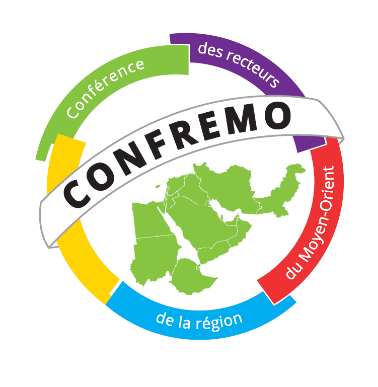 Conférence
des recteurs
CONFREMO
de la région
du Moyen-Orient